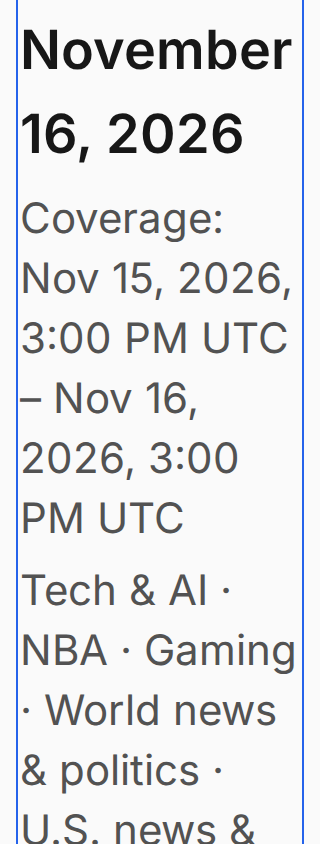 November
16, 2026
Coverage:
Nov 15, 2026,
3:00 PM UTC
– Nov 16,
2026, 3:00
PM UTC
Tech & AI ·
NBA · Gaming
· World news
& politics ·
U.S. news &